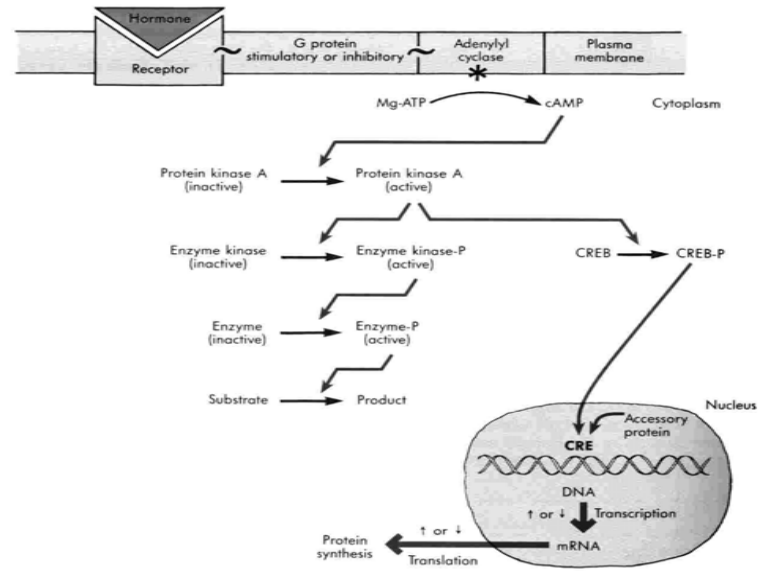 Hormone
Receptor
G protein
stimulatory or inhibitory
Adenylyl
cyclase
*
Plasma
membrane
Mg-ATP
cAMP
Cytoplasm
Protein kinase A
(inactive)
Protein kinase A
(active)
Enzyme kinase
(inactive)
Enzyme kinase-P
(active)
CREB
CREB-P
Enzyme
(inactive)
Enzyme-P
(active)
Substrate
Product
Nucleus
Accessory
protein
CRE
DNA
↑ or ↓
Transcription
mRNA
↑ or ↓
Translation
Protein
synthesis